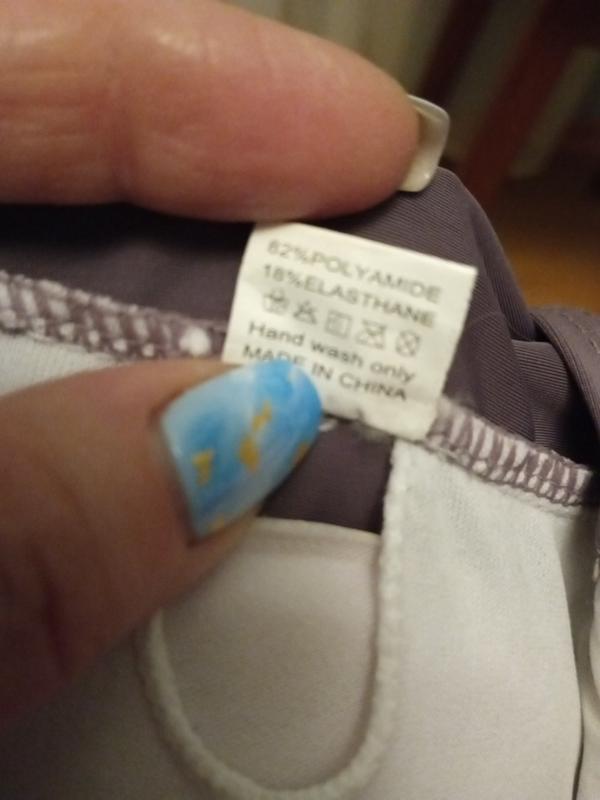 82%POLYAMIDE
18%ELASTHANE
Hand wash only
MADE IN CHINA